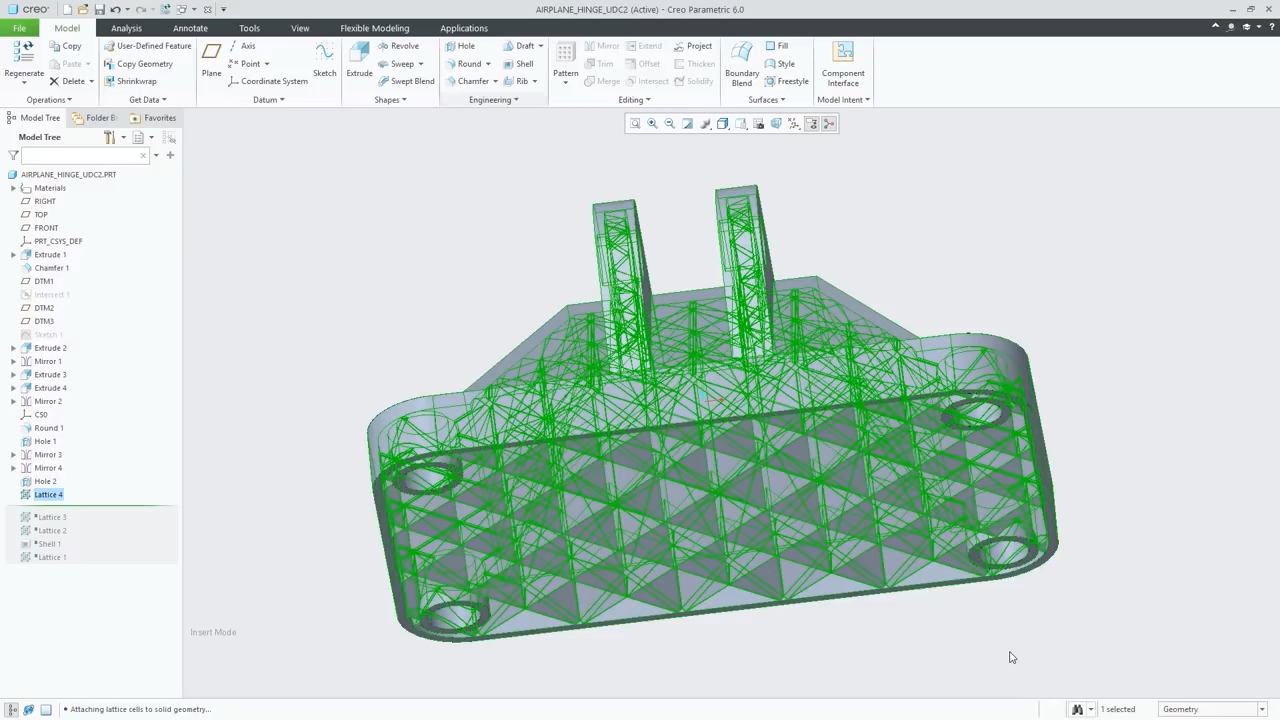 creo
AIRPLANE_HINGE_UDC2 (Active) - Creo Parametric 6.0
File Model Analysis Annotate Tools View Flexible Modeling Applications
Regenerate
Copy
Paste
Delete
Operations
User-Defined Feature
Copy Geometry
Shrinkwrap
Get Data
Plane
Axis
Point
Coordinate System
Sketch
Datum
Extrude
Revolve
Sweep
Swept Blend
Shapes
Hole
Round
Chamfer
Draft
Shell
Rib
Engineering
Pattern
Mirror
Trim
Merge
Extend
Offset
Intersect
Project
Thicken
Solidify
Editing
Boundary Blend
Fill
Style
Freestyle
Surfaces
Component Interface
Model Intent
Model Tree Folder B Favorites
Model Tree
AIRPLANE_HINGE_UDC2.PRT
Materials
RIGHT
TOP
FRONT
PRT_CSYS_DEF
Extrude 1
Chamfer 1
DTM1
Intersect 1
DTM2
DTM3
Sketch 1
Extrude 2
Mirror 1
Extrude 3
Extrude 4
Mirror 2
CS0
Round 1
Hole 1
Mirror 3
Mirror 4
Hole 2
Lattice 4
*Lattice 3
*Lattice 2
*Shell 1
*Lattice 1
Insert Mode
• Attaching lattice cells to solid geometry...
1 selected
Geometry